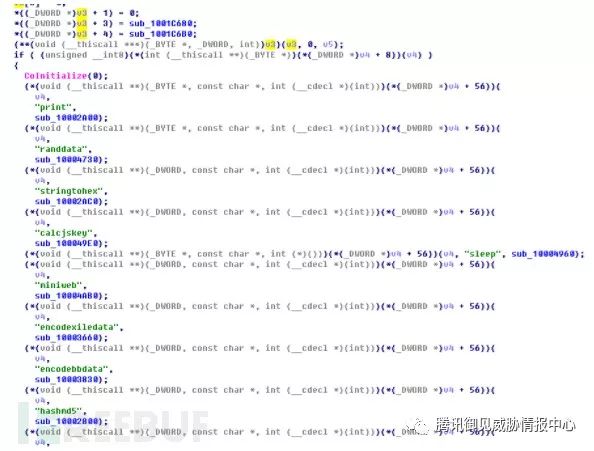 *((_DWORD *)v3 + 1) = 0;
*((_DWORD *)v3 + 3) = sub_1001C680;
*((_DWORD *)v3 + 4) = sub_1001C6B0;
(**(void (__thiscall ***)(_BYTE *, _DWORD, int))v3)(v3, 0, v5);
if ( (unsigned __int8)(*(int (__thiscall **)(_BYTE *))(*(_DWORD *)v4 + 8))(v4) )
{
CoInitialize(0);
(*(void (__thiscall **)(_BYTE *, const char *, int (__cdecl *)(int)))(*(_DWORD *)v4 + 56))(
v4,
"print",
sub_10002A00);
(*(void (__thiscall **)(_DWORD, const char *, int (__cdecl *)(int)))(*(_DWORD *)v4 + 56))(
v4,
"randdata",
sub_10004730);
(*(void (__thiscall **)(_DWORD, const char *, int (__cdecl *)(int)))(*(_DWORD *)v4 + 56))(
v4,
"stringtohex",
sub_10002AC0);
(*(void (__thiscall **)(_DWORD, const char *, int (__cdecl *)(int)))(*(_DWORD *)v4 + 56))(
v4,
"calcjskey",
sub_100049E0);
(*(void (__thiscall **)(_BYTE *, const char *, int (*)()))(*(_DWORD *)v4 + 56))(v4, "sleep", sub_10004960);
(*(void (__thiscall **)(_BYTE *, const char *, int (__cdecl *)(int)))(*(_DWORD *)v4 + 56))(
v4,
"miniweb",
sub_10004AB0);
(*(void (__thiscall **)(_DWORD, const char *, int (__cdecl *)(int)))(*(_DWORD *)v4 + 56))(
v4,
"encodexiledata",
sub_10003660);
(*(void (__thiscall **)(_DWORD, const char *, int (__cdecl *)(int)))(*(_DWORD *)v4 + 56))(
v4,
"encodebbdata",
sub_10003830);
(*(void (__thiscall **)(_DWORD, const char *, int (__cdecl *)(int)))(*(_DWORD *)v4 + 56))(
v4,
"hashmd5",
sub_10002800);
(*(void (__thiscall **)(_DWORD, const char *, int (__cdecl *)(int)))(*(_DWORD *)v4 + 56))(
v4,
REEBUF
腾讯御见威胁情报中心